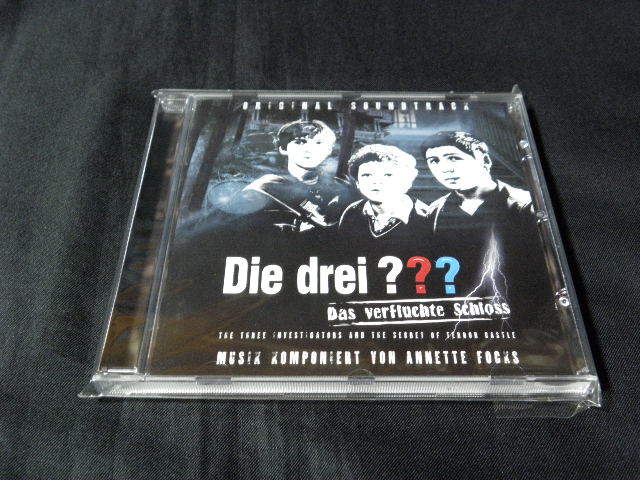 ORIGINAL SOUNDTRACK
Die drei ???
Das verfluchte Schloss
THE THREE INVESTIGATORS AND THE SECRET OF TERROR CASTLE
MUSIK KOMPONIERT VON ANNETTE FOCKS